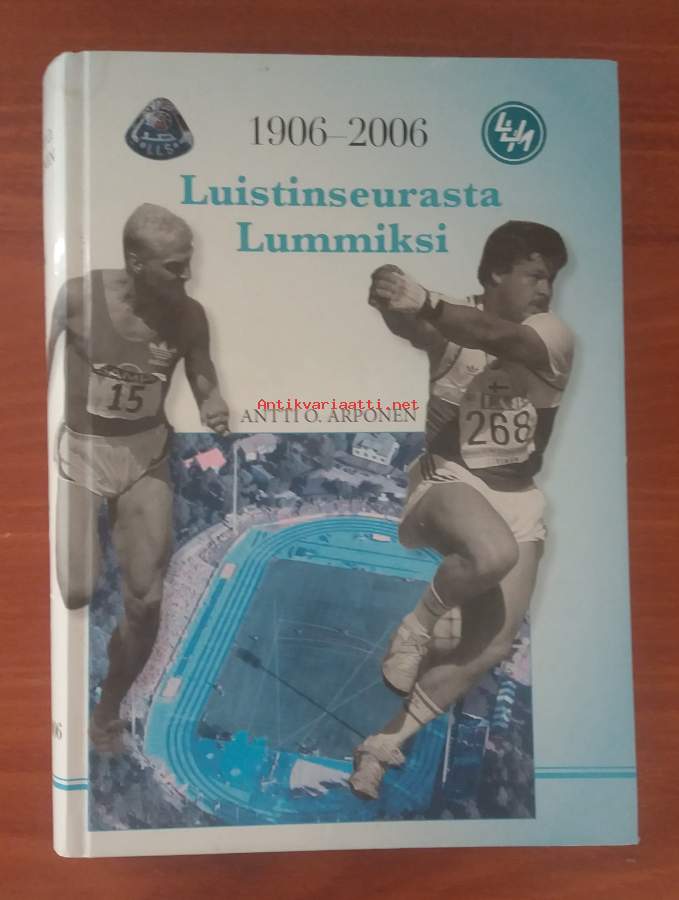 1906–2006
Luistinseurasta
Lummiksi
Antikvariaatti.net
ANTTI O. ARPONEN
15
268